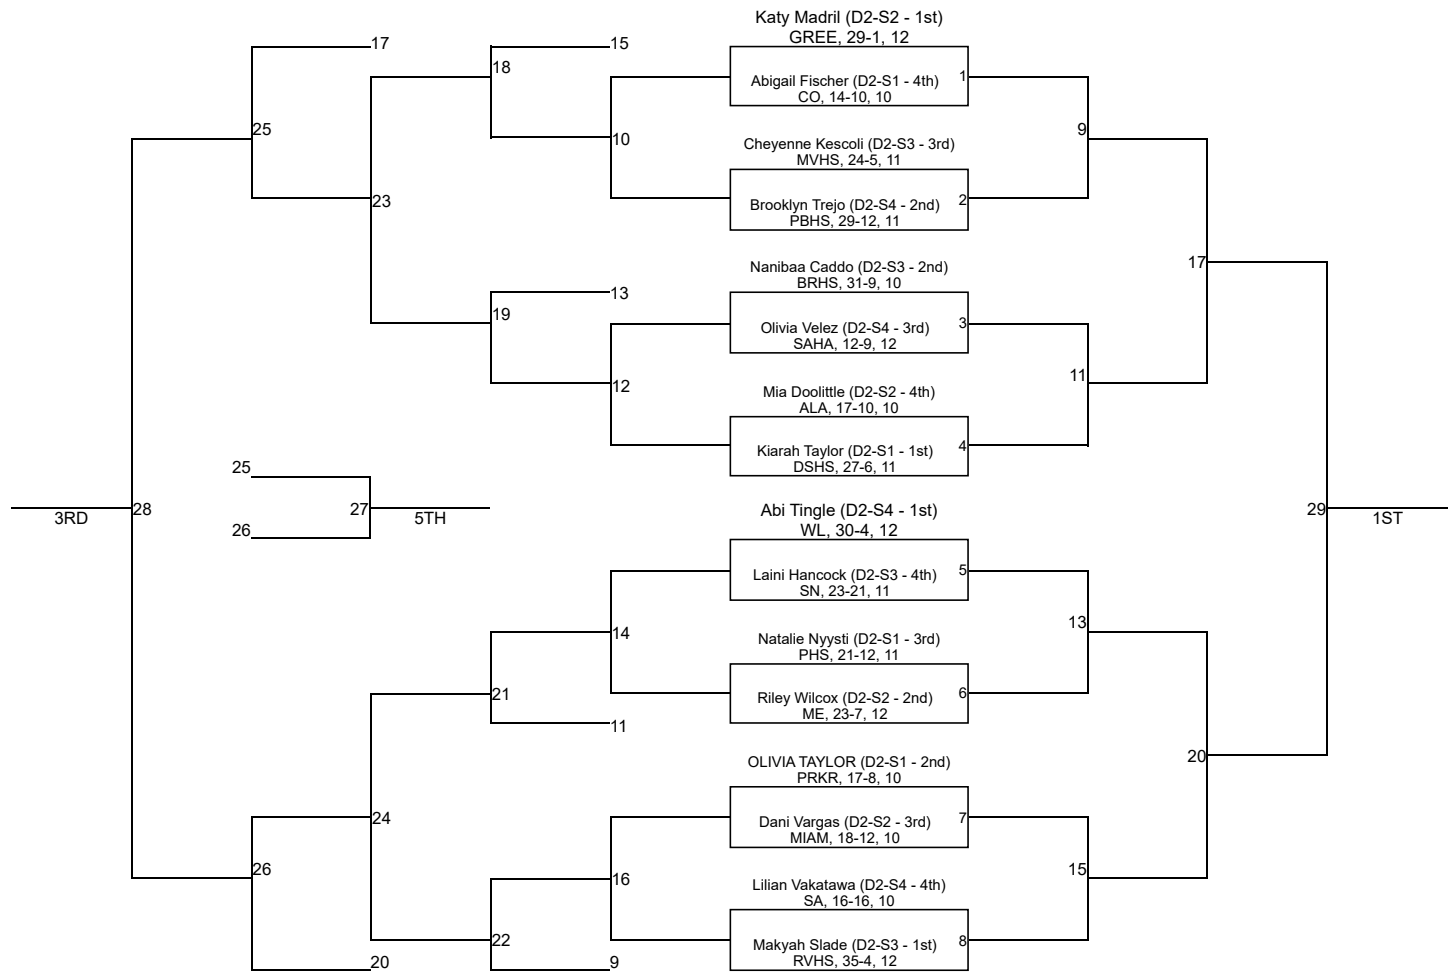 Katy Madril (D2-S2 - 1st)
GREE, 29-1, 12
17
15
18
Abigail Fischer (D2-S1 - 4th)
1
CO, 14-10, 10
25
9
10
Cheyenne Kescoli (D2-S3 - 3rd)
MVHS, 24-5, 11
23
Brooklyn Trejo (D2-S4 - 2nd)
2
PBHS, 29-12, 11
17
Nanibaa Caddo (D2-S3 - 2nd)
BRHS, 31-9, 10
13
19
Olivia Velez (D2-S4 - 3rd)
3
SAHA, 12-9, 12
11
12
Mia Doolittle (D2-S2 - 4th)
ALA, 17-10, 10
Kiarah Taylor (D2-S1 - 1st)
4
DSHS, 27-6, 11
25
28
3RD
27
5TH
26
Abi Tingle (D2-S4 - 1st)
WL, 30-4, 12
29
1ST
Laini Hancock (D2-S3 - 4th)
5
SN, 23-21, 11
14
13
Natalie Nyysti (D2-S1 - 3rd)
PHS, 21-12, 11
21
Riley Wilcox (D2-S2 - 2nd)
6
ME, 23-7, 12
11
20
OLIVIA TAYLOR (D2-S1 - 2nd)
PRKR, 17-8, 10
24
Dani Vargas (D2-S2 - 3rd)
7
MIAM, 18-12, 10
26
16
15
Lilian Vakatawa (D2-S4 - 4th)
SA, 16-16, 10
22
Makyah Slade (D2-S3 - 1st)
8
RVHS, 35-4, 12
20
9